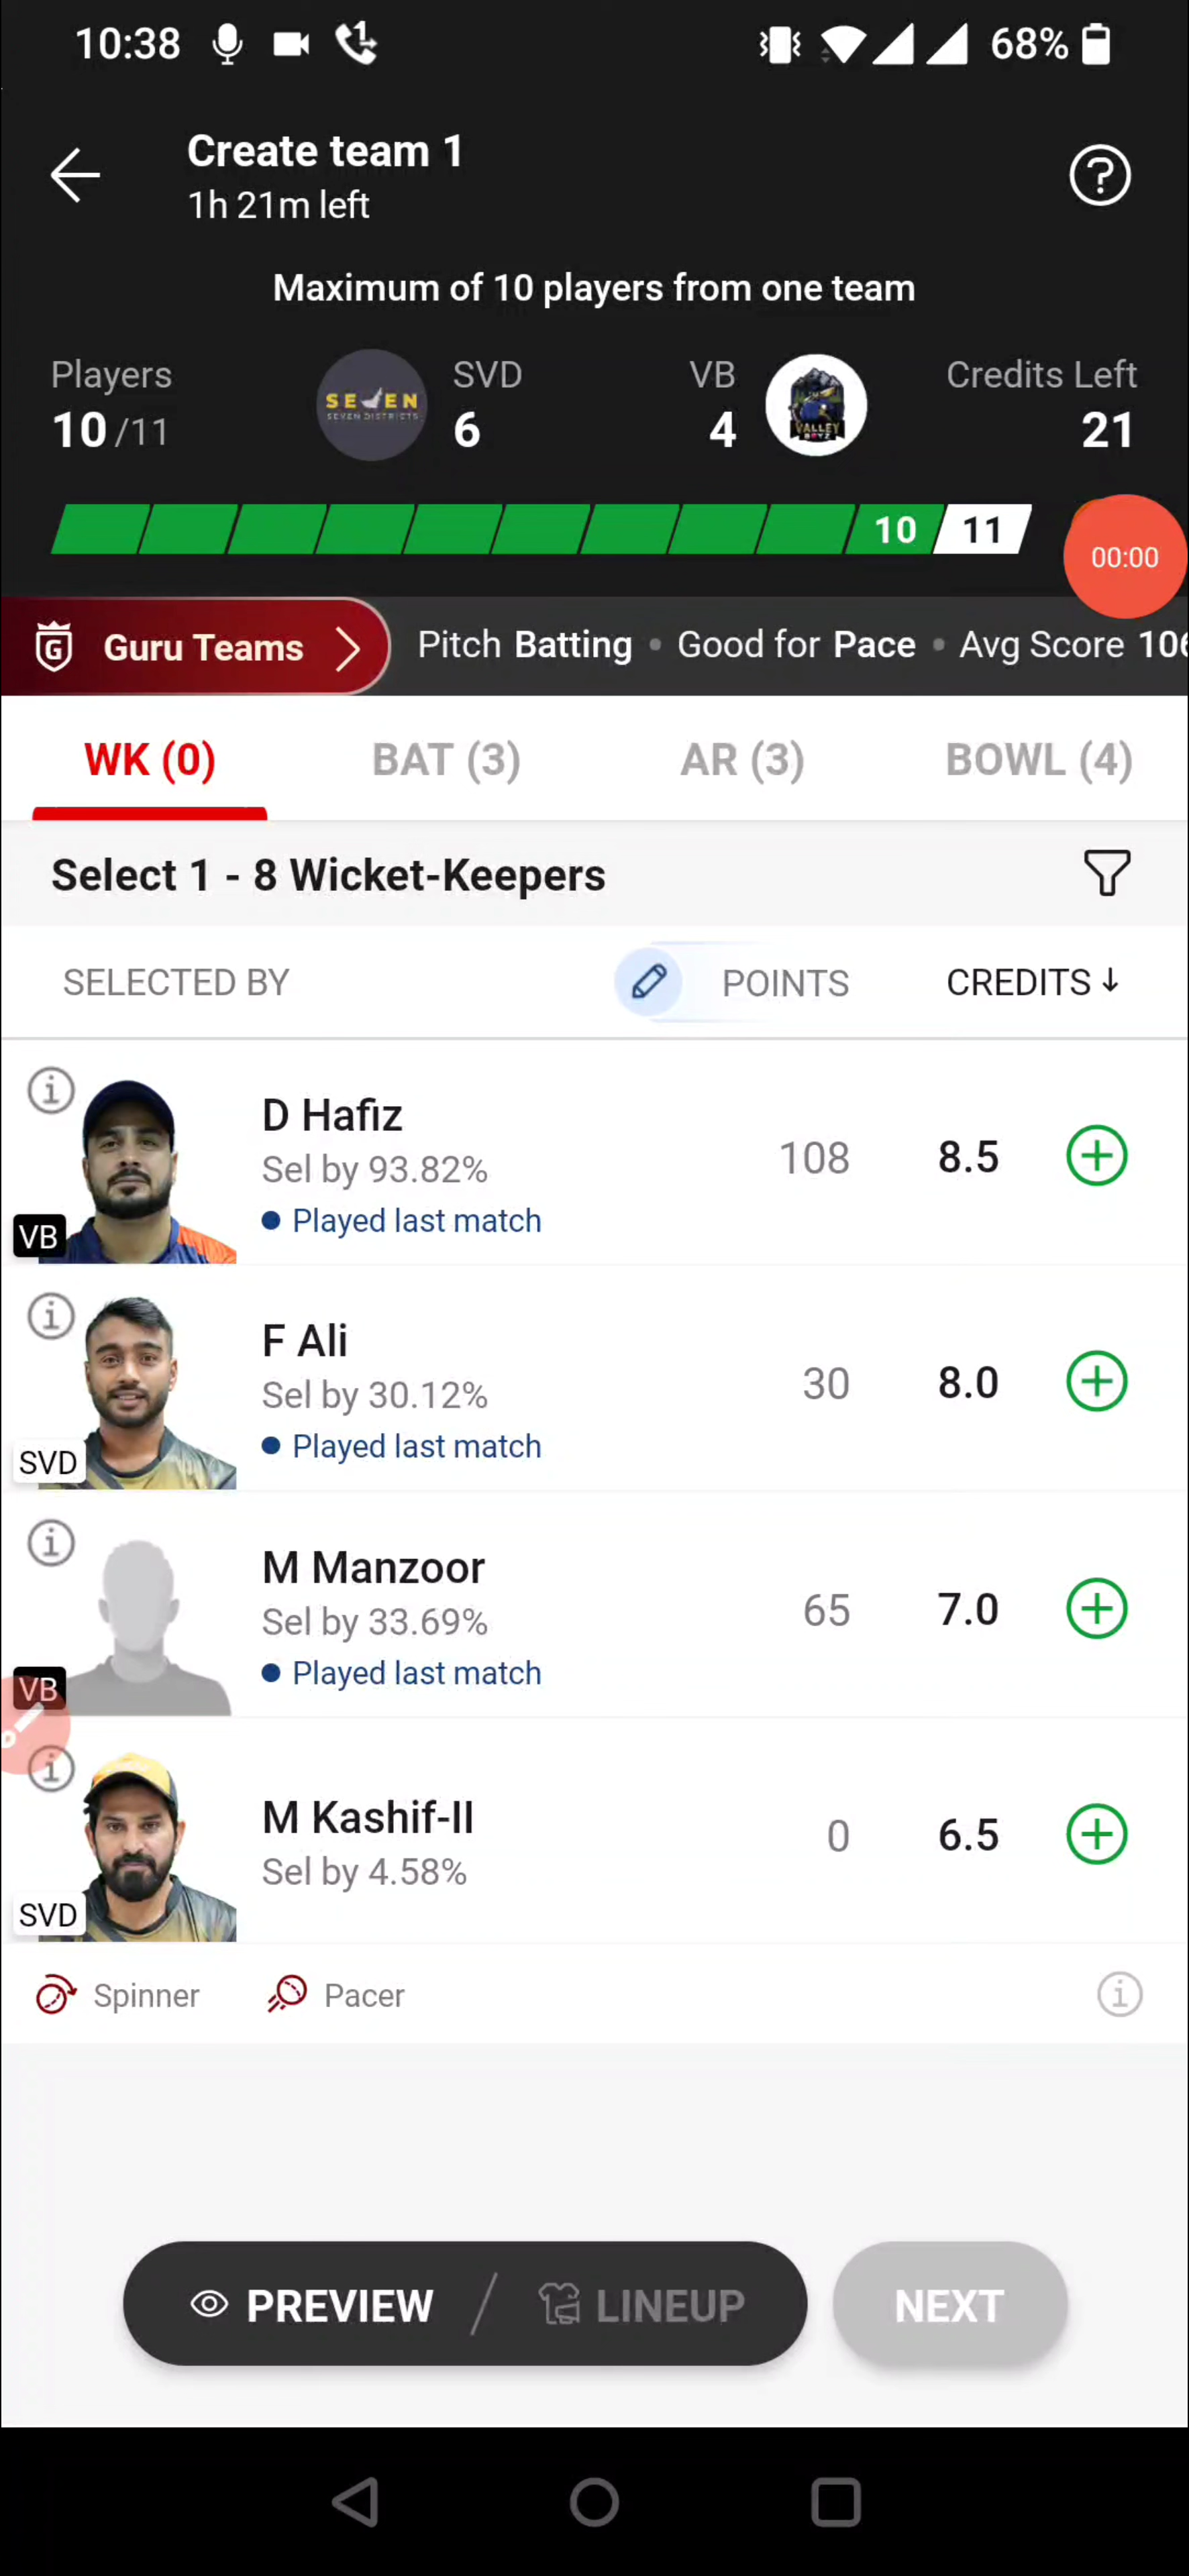 10:38 1 68%
Create team 1
1h 21m left
Maximum of 10 players from one team
Players SVD VB Credits Left
10/11 6 4 21
SEVEN
SEVEN DISTRICTS
VALLEY
BOYZ
10 11
00:00
Guru Teams Pitch Batting • Good for Pace • Avg Score 106
WK (0) BAT (3) AR (3) BOWL (4)
Select 1 - 8 Wicket-Keepers
SELECTED BY POINTS CREDITS ↓
D Hafiz
Sel by 93.82% 108 8.5
Played last match
VB
F Ali
Sel by 30.12% 30 8.0
Played last match
SVD
M Manzoor
Sel by 33.69% 65 7.0
Played last match
VB
M Kashif-II
Sel by 4.58% 0 6.5
SVD
Spinner Pacer
PREVIEW / LINEUP NEXT